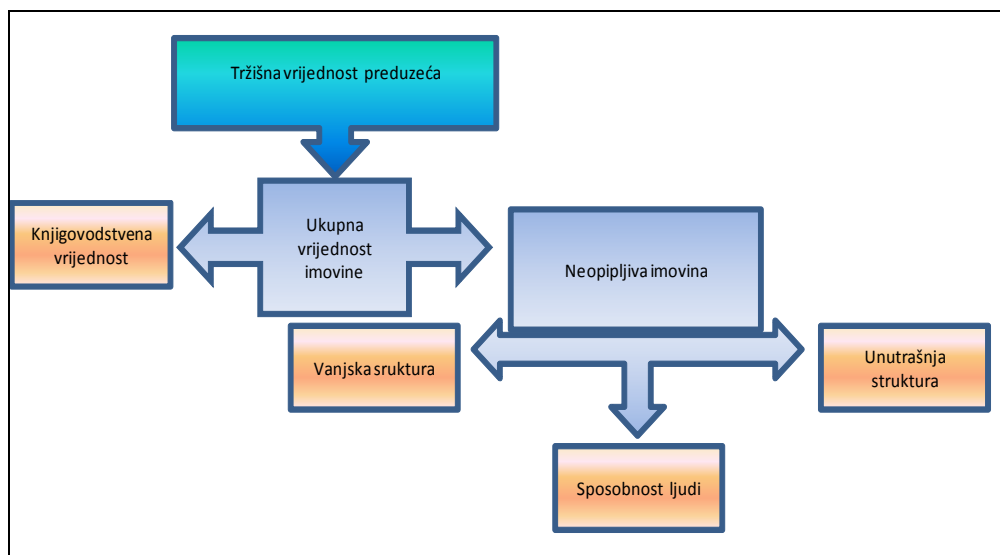 Tržišna vrijednost preduzeća
Ukupna
vrijednost
imovine
Knjigovodstvena
vrijednost
Neopipljiva imovina
Vanjska sruktura
Unutrašnja
struktura
Sposobnost ljudi